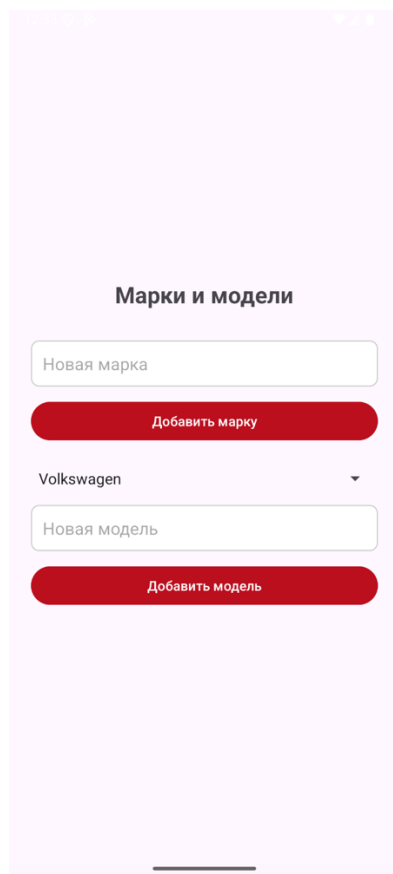 Марки и модели
Новая марка
Добавить марку
Volkswagen
Новая модель
Добавить модель